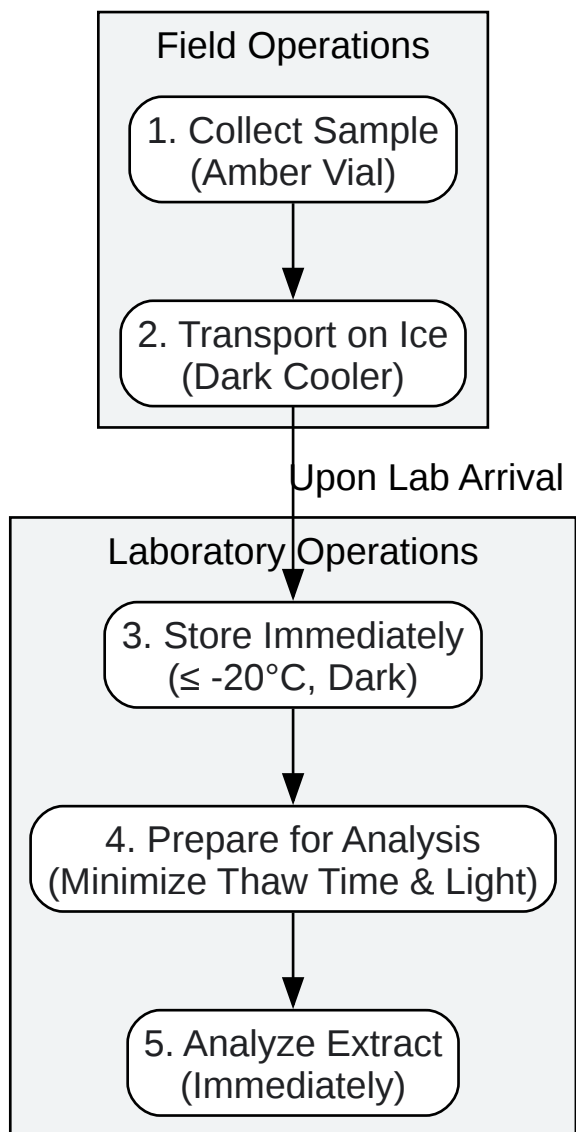 Field Operations
1. Collect Sample
(Amber Vial)
2. Transport on Ice
(Dark Cooler)
Upon Lab Arrival
Laboratory Operations
3. Store Immediately
(≤ -20°C, Dark)
4. Prepare for Analysis
(Minimize Thaw Time & Light)
5. Analyze Extract
(Immediately)